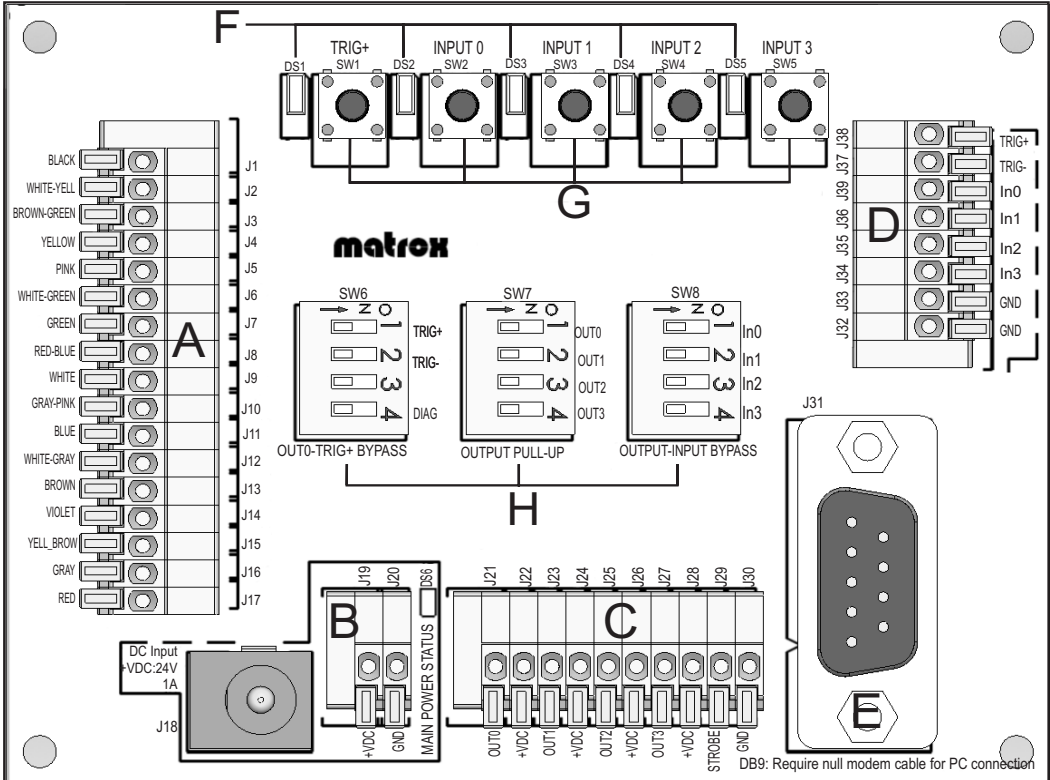 F
TRIG+ INPUT 0 INPUT 1 INPUT 2 INPUT 3
DS1 SW1 DS2 SW2 DS3 SW3 DS4 SW4 DS5 SW5
G
BLACK J1
WHITE-YELL J2
BROWN-GREEN J3
YELLOW J4
PINK J5
WHITE-GREEN J6
GREEN J7
A
RED-BLUE J8
WHITE J9
GRAY-PINK J10
BLUE J11
WHITE-GRAY J12
BROWN J13
VIOLET J14
YELL_BROW J15
GRAY J16
RED J17
matrox
J38 TRIG+
J37 TRIG-
J39 In0
J36 In1
D
J35 In2
J34 In3
J33 GND
J32 GND
SW6
ON
1 TRIG+
2 TRIG-
3
4 DIAG
OUT0-TRIG+ BYPASS
SW7
ON
1 OUT0
2 OUT1
3 OUT2
4 OUT3
OUTPUT PULL-UP
SW8
ON
1 In0
2 In1
3 In2
4 In3
OUTPUT-INPUT BYPASS
H
DC Input
+VDC:24V
1A
J18
J19 J20
B
+VDC GND
DS6
MAIN POWER STATUS
J21 J22 J23 J24 J25 J26 J27 J28 J29 J30
C
OUT0 +VDC OUT1 +VDC OUT2 +VDC OUT3 +VDC STROBE GND
J31
E
DB9: Require null modem cable for PC connection